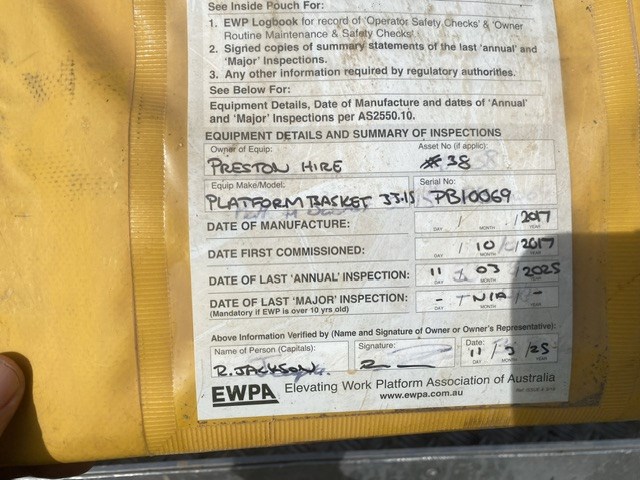 See Inside Pouch For:
1. EWP Logbook for record of 'Operator Safety Checks' & 'Owner
Routine Maintenance & Safety Checks'.
2. Signed copies of summary statements of the last 'annual' and
'Major' Inspections.
3. Any other information required by regulatory authorities.
See Below For:
Equipment Details, Date of Manufacture and dates of 'Annual'
and 'Major' Inspections per AS2550.10.
EQUIPMENT DETAILS AND SUMMARY OF INSPECTIONS
Owner of Equip: Asset No (if applic):
PRESTON HIRE #38
Equip Make/Model: Serial No:
PLATFORM BASKET 33.15 PB10069
DATE OF MANUFACTURE: / / 2017
DAY MONTH YEAR
DATE FIRST COMMISSIONED: / 10 / 2017
DAY MONTH YEAR
DATE OF LAST 'ANNUAL' INSPECTION: 11 / 03 / 2025
DAY MONTH YEAR
DATE OF LAST 'MAJOR' INSPECTION: - / N/A / -
(Mandatory if EWP is over 10 yrs old) DAY MONTH YEAR
Above Information Verified by (Name and Signature of Owner or Owner's Representative):
Name of Person (Capitals): Signature: Date:
R. JACKSON 11 / 3 / 25
DAY MONTH YEAR
EWPA Elevating Work Platform Association of Australia
www.ewpa.com.au